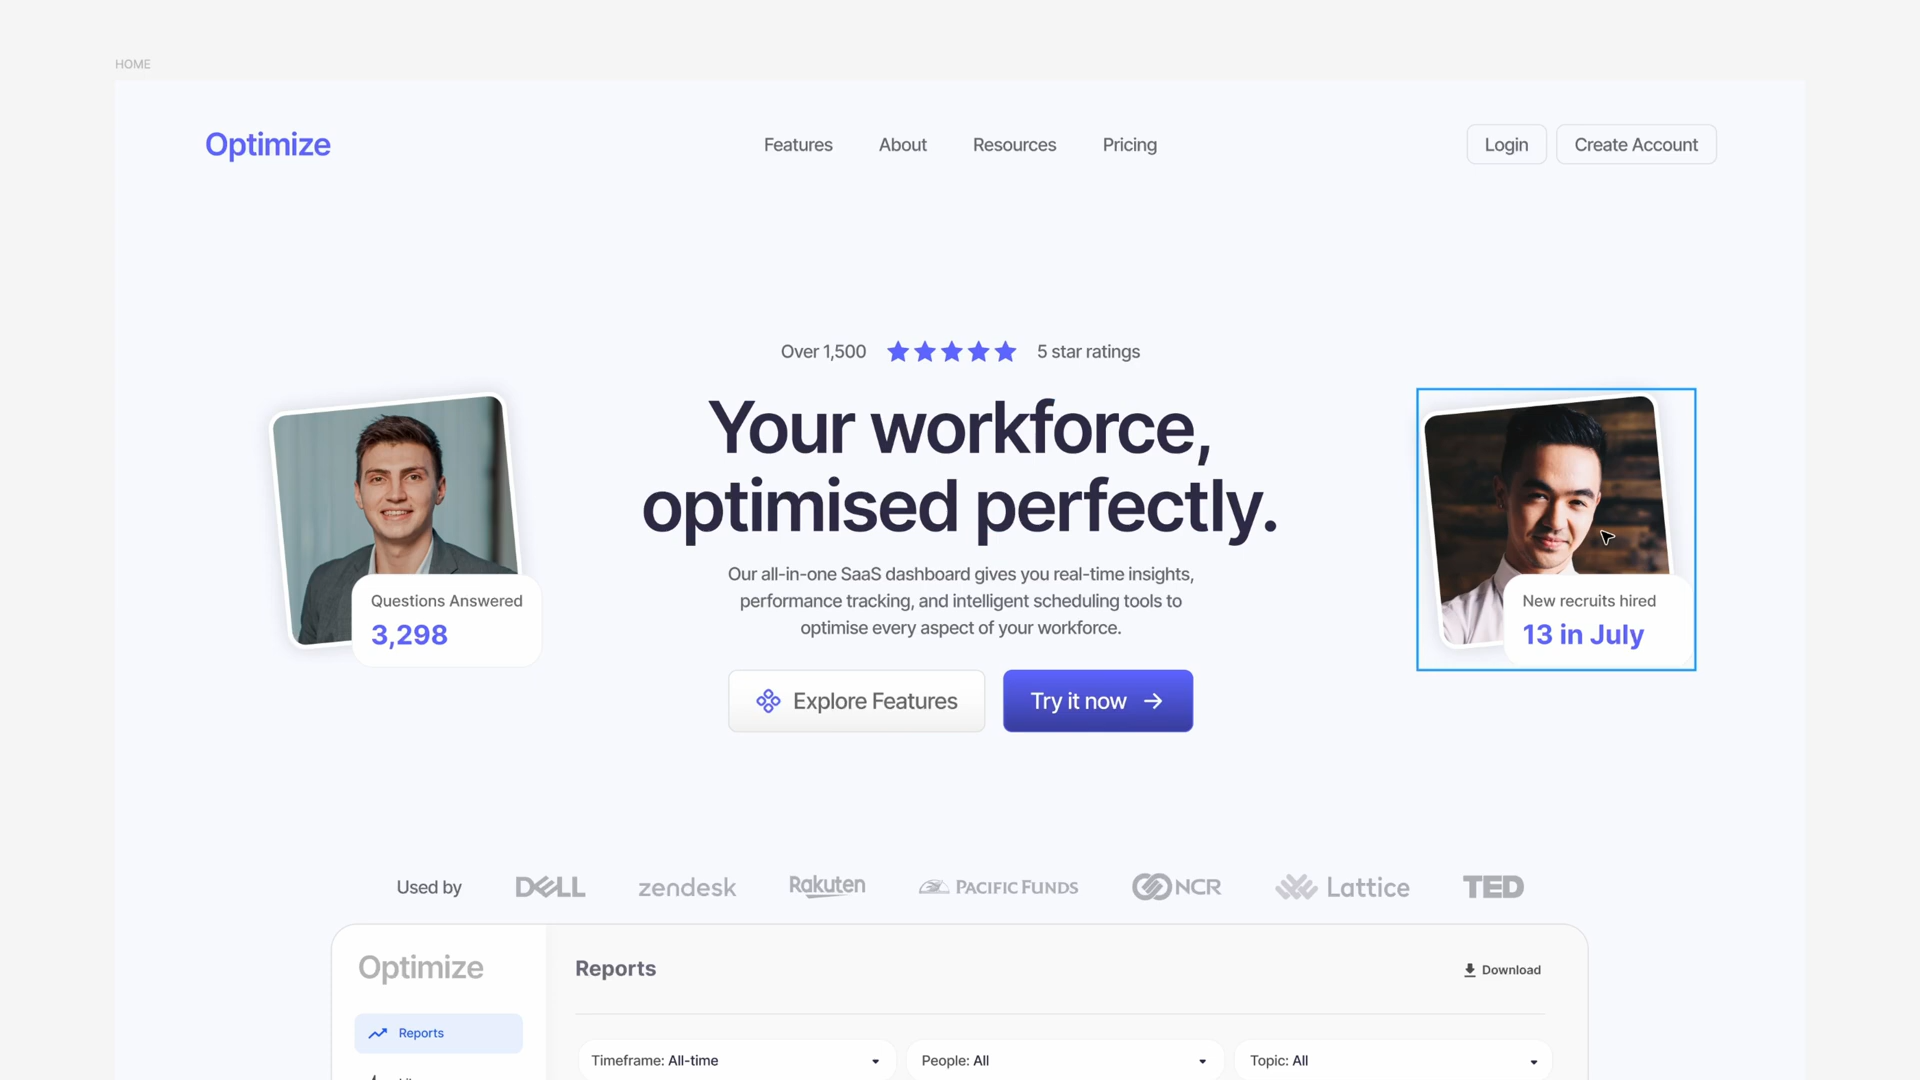 HOME
Optimize
Features
About
Resources
Pricing
Login
Create Account
Over 1,500
5 star ratings
Your workforce,
optimised perfectly.
Our all-in-one SaaS dashboard gives you real-time insights,
performance tracking, and intelligent scheduling tools to
optimise every aspect of your workforce.
Questions Answered
3,298
New recruits hired
13 in July
Explore Features
Try it now
Used by
DELL
zendesk
Rakuten
PACIFIC FUNDS
NCR
Lattice
TED
Optimize
Reports
Download
Reports
Timeframe: All-time
People: All
Topic: All